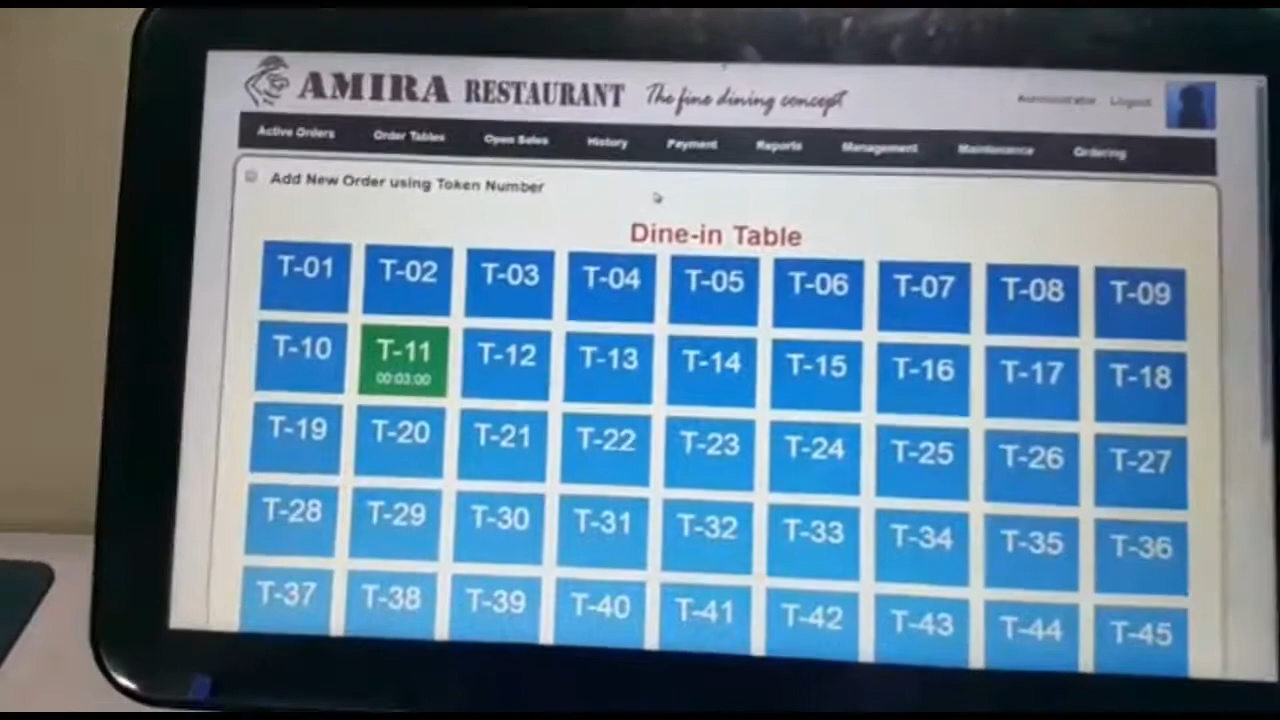 AMIRA RESTAURANT The fine dining concept
Administrator Logout
Active Orders Order Tables Open Sales History Payment Reports Management Maintenance Ordering
Add New Order using Token Number
Dine-in Table
T-01 T-02 T-03 T-04 T-05 T-06 T-07 T-08 T-09
T-10 T-11 T-12 T-13 T-14 T-15 T-16 T-17 T-18
00:03:00
T-19 T-20 T-21 T-22 T-23 T-24 T-25 T-26 T-27
T-28 T-29 T-30 T-31 T-32 T-33 T-34 T-35 T-36
T-37 T-38 T-39 T-40 T-41 T-42 T-43 T-44 T-45